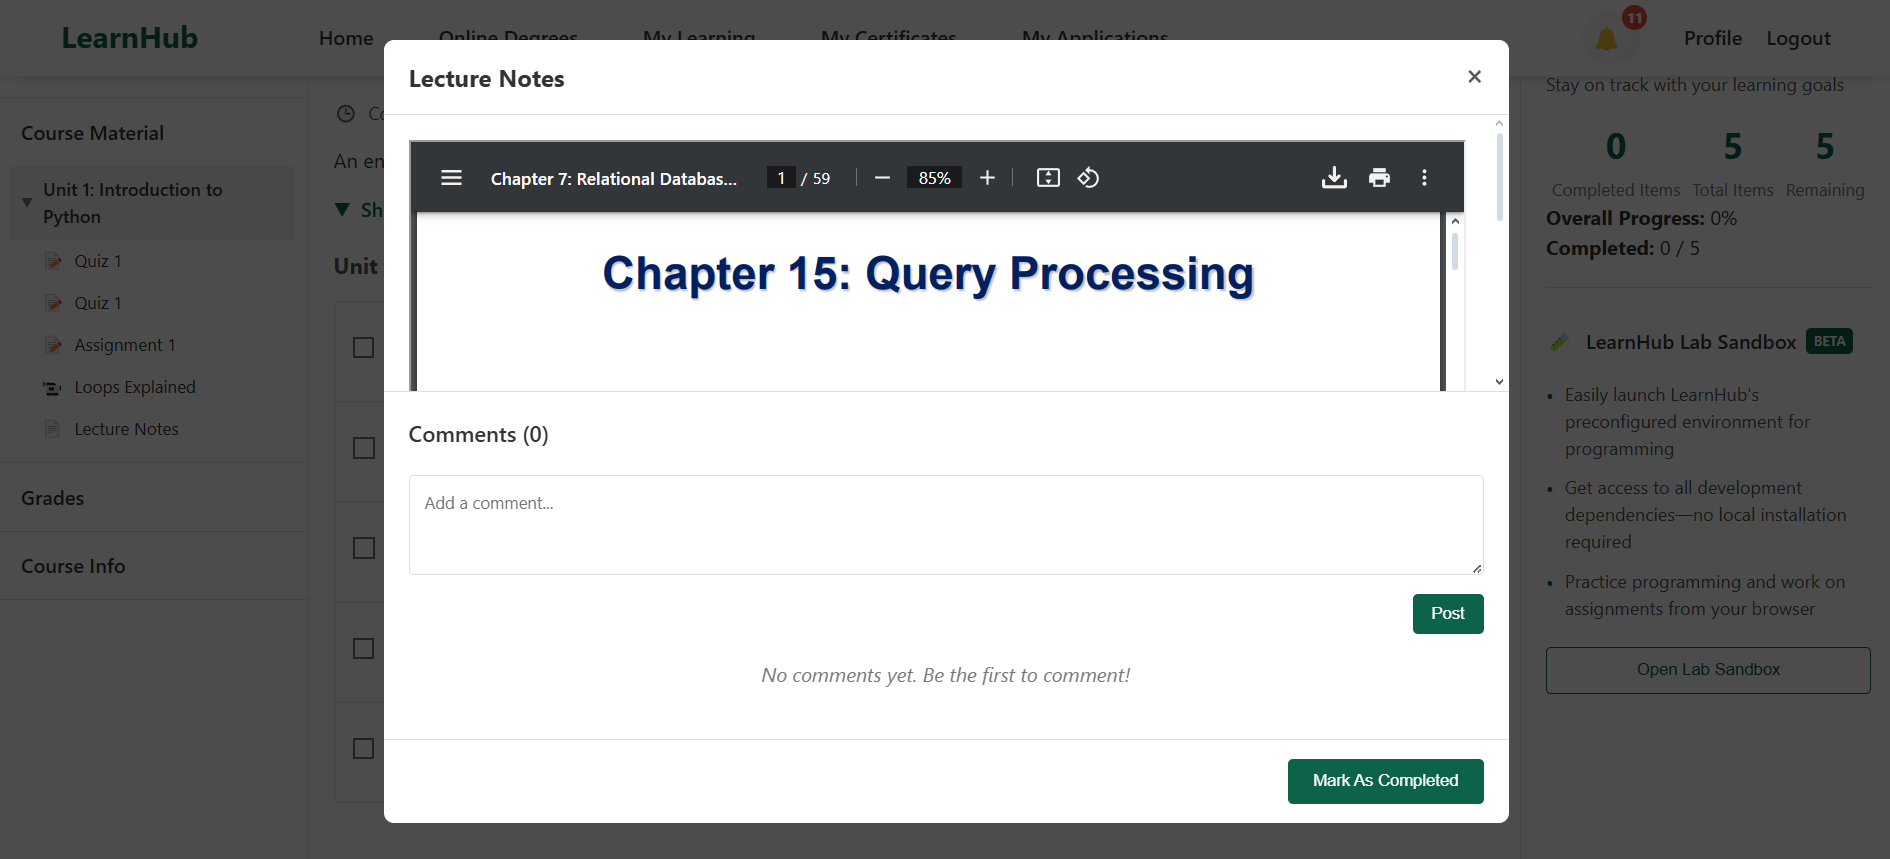 LearnHub
Home
Online Degrees
My Learning
My Certificates
My Applications
11
Profile
Logout
Course Material
Unit 1: Introduction to
Python
Quiz 1
Quiz 1
Assignment 1
Loops Explained
Lecture Notes
Grades
Course Info
An en
Sh
Unit
Lecture Notes
×
Chapter 7: Relational Databas...
1 / 59
85%
Chapter 15: Query Processing
Comments (0)
Add a comment...
Post
No comments yet. Be the first to comment!
Mark As Completed
Stay on track with your learning goals
0 5 5
Completed Items Total Items Remaining
Overall Progress: 0%
Completed: 0 / 5
LearnHub Lab Sandbox BETA
• Easily launch LearnHub's
preconfigured environment for
programming
• Get access to all development
dependencies—no local installation
required
• Practice programming and work on
assignments from your browser
Open Lab Sandbox